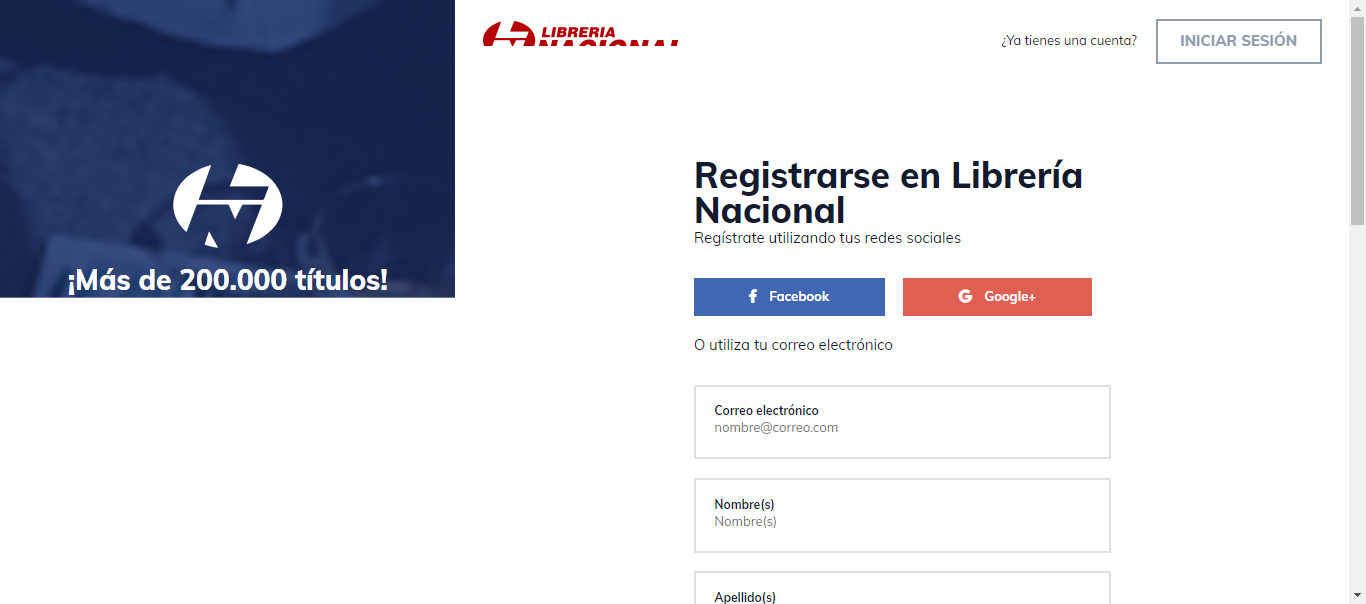 LIBRERIA
NACIONAL
¿Ya tienes una cuenta?
INICIAR SESIÓN
¡Más de 200.000 títulos!
Registrarse en Librería
Nacional
Regístrate utilizando tus redes sociales
Facebook
Google+
O utiliza tu correo electrónico
Correo electrónico
nombre@correo.com
Nombre(s)
Nombre(s)
Apellido(s)